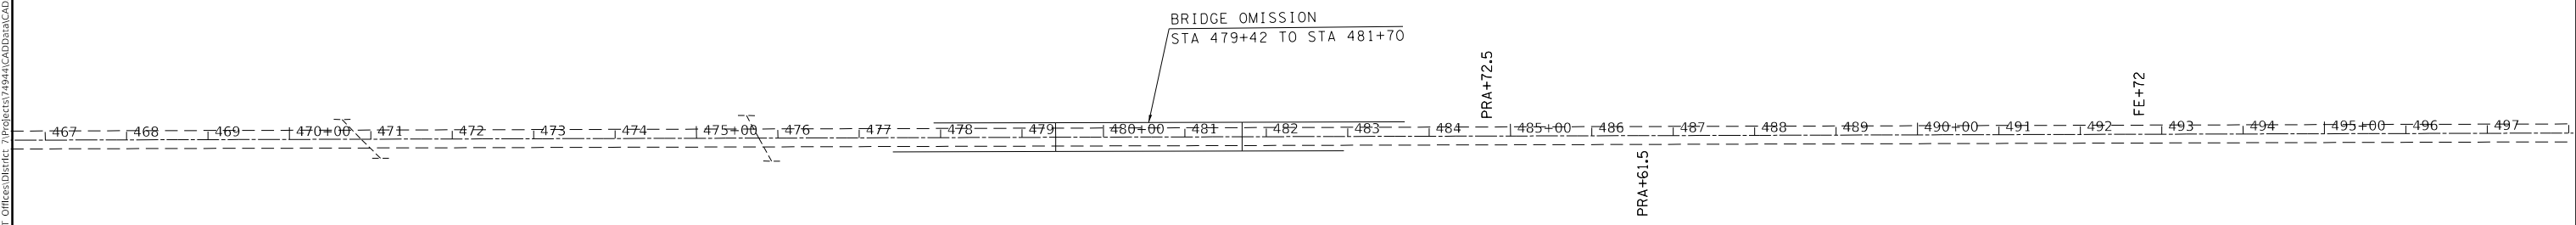 BRIDGE OMISSION
STA 479+42 TO STA 481+70
PRA+72.5
FE+72
467 468 469 470+00 471 472 473 474 475+00 476 477 478 479 480+00 481 482 483 484 485+00 486 487 488 489 490+00 491 492 493 494 495+00 496 497
PRA+61.5
T Offices\District 7\Projects\74944\CADData\CAD